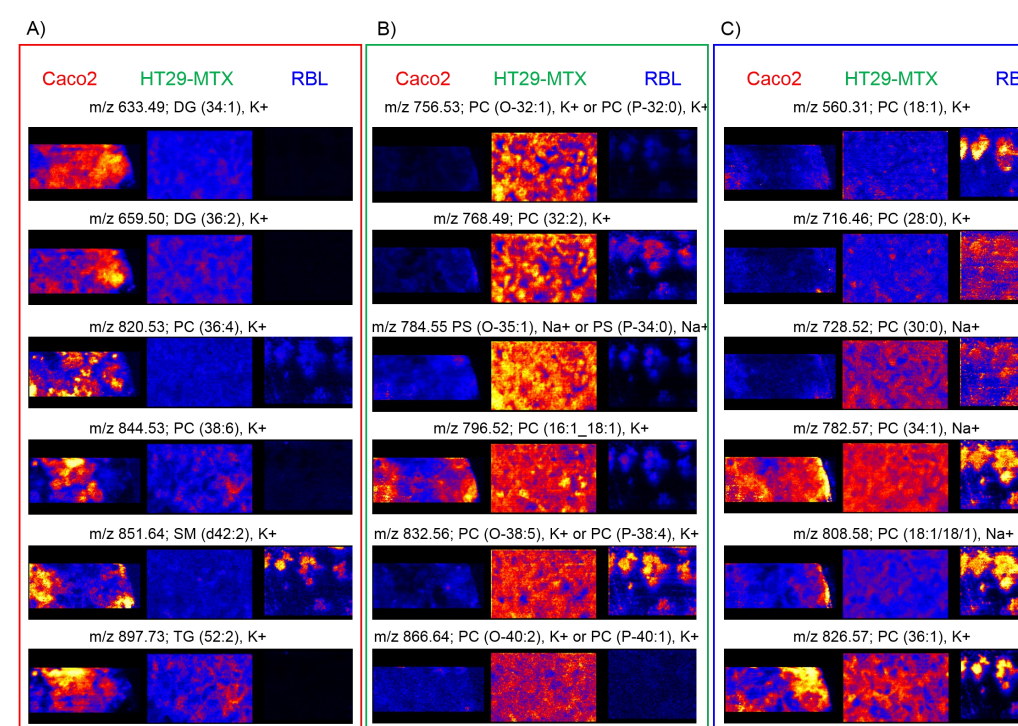 A)
Caco2 HT29-MTX RBL
m/z 633.49; DG (34:1), K+
m/z 659.50; DG (36:2), K+
m/z 820.53; PC (36:4), K+
m/z 844.53; PC (38:6), K+
m/z 851.64; SM (d42:2), K+
m/z 897.73; TG (52:2), K+
B)
Caco2 HT29-MTX RBL
m/z 756.53; PC (O-32:1), K+ or PC (P-32:0), K+
m/z 768.49; PC (32:2), K+
m/z 784.55 PS (O-35:1), Na+ or PS (P-34:0), Na+
m/z 796.52; PC (16:1_18:1), K+
m/z 832.56; PC (O-38:5), K+ or PC (P-38:4), K+
m/z 866.64; PC (O-40:2), K+ or PC (P-40:1), K+
C)
Caco2 HT29-MTX RB
m/z 560.31; PC (18:1), K+
m/z 716.46; PC (28:0), K+
m/z 728.52; PC (30:0), Na+
m/z 782.57; PC (34:1), Na+
m/z 808.58; PC (18:1/18/1), Na+
m/z 826.57; PC (36:1), K+